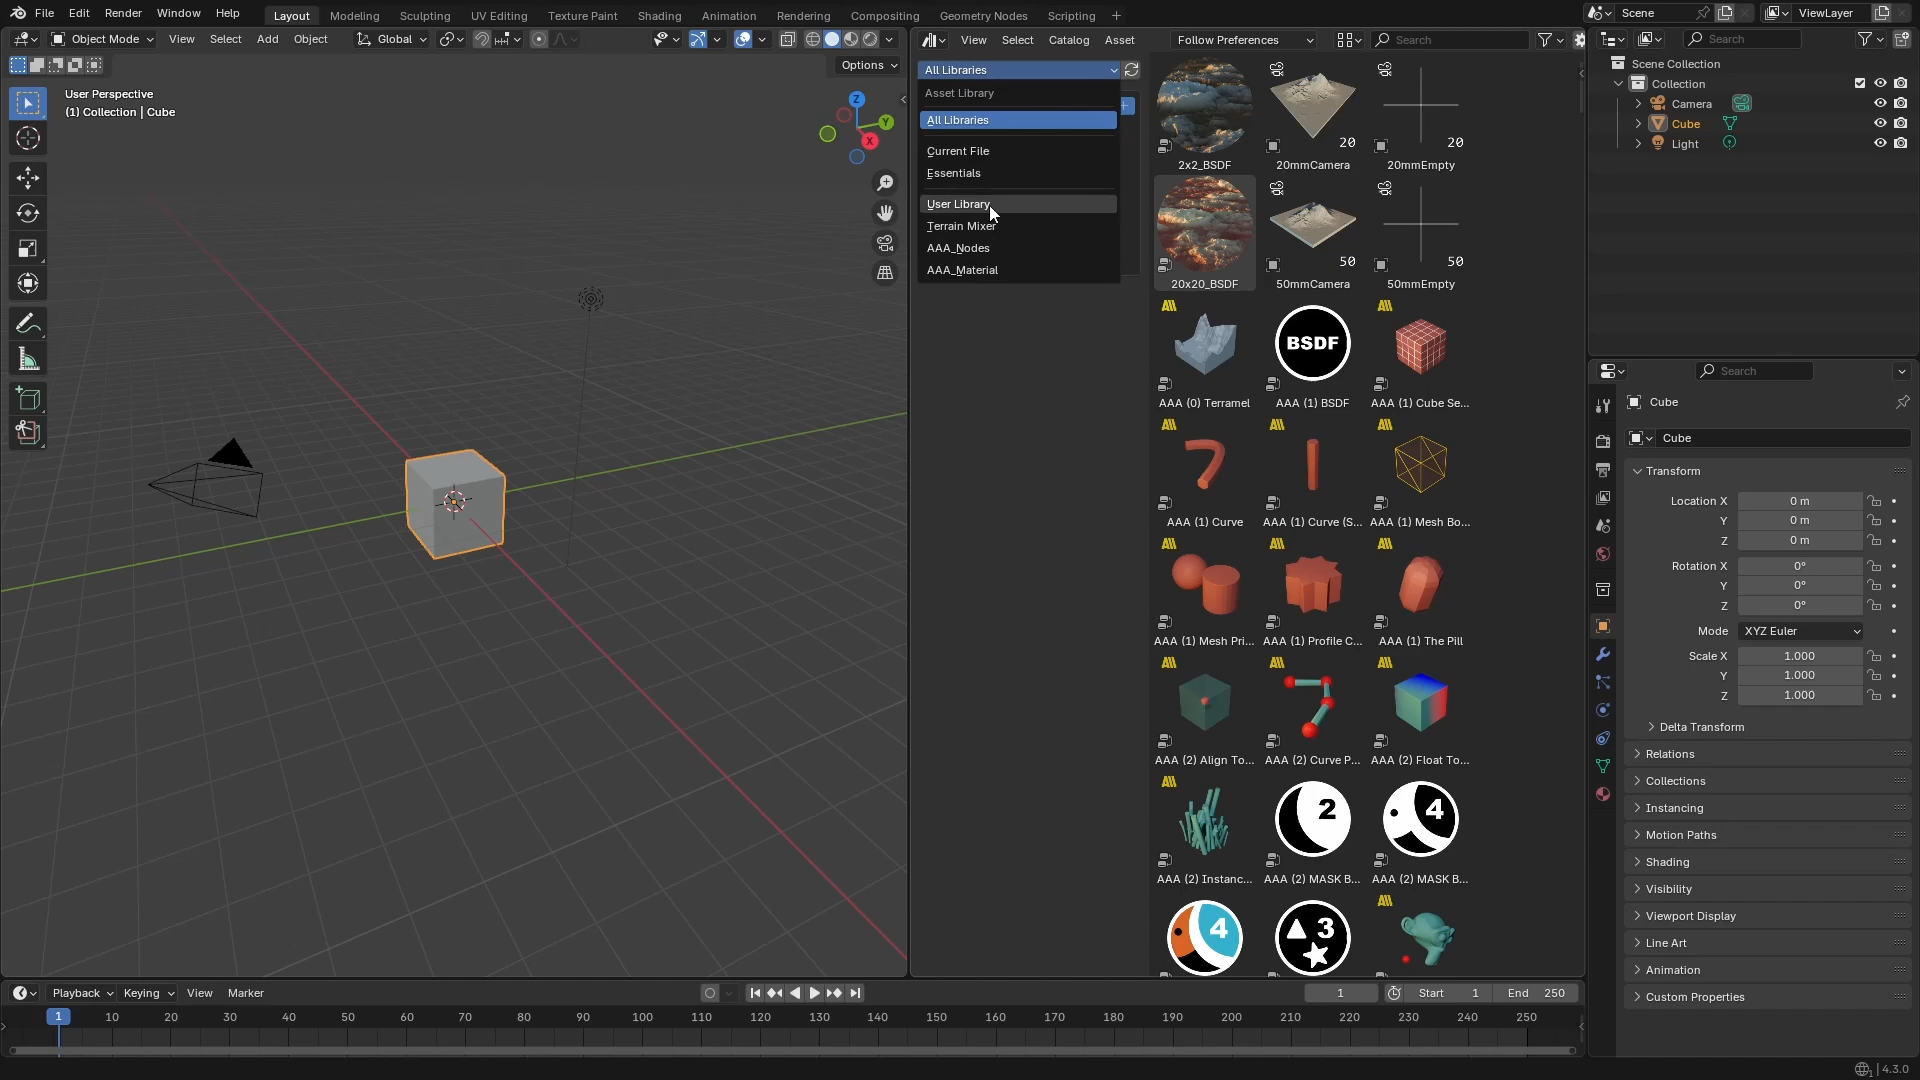 File Edit Render Window Help Layout Modeling Sculpting UV Editing Texture Paint Shading Animation Rendering Compositing Geometry Nodes Scripting + Scene ViewLayer
Object Mode View Select Add Object Global View Select Catalog Asset Follow Preferences Search Search
Options
User Perspective
(1) Collection | Cube
Z
Y
X
All Libraries
Asset Library
All Libraries
Current File
Essentials
User Library
Terrain Mixer
AAA_Nodes
AAA_Material
20 20
2x2_BSDF 20mmCamera 20mmEmpty
50 50
20x20_BSDF 50mmCamera 50mmEmpty
BSDF
AAA (0) Terramel AAA (1) BSDF AAA (1) Cube Se...
AAA (1) Curve AAA (1) Curve (S... AAA (1) Mesh Bo...
AAA (1) Mesh Pri... AAA (1) Profile C... AAA (1) The Pill
AAA (2) Align To... AAA (2) Curve P... AAA (2) Float To...
2 4
AAA (2) Instanc... AAA (2) MASK B... AAA (2) MASK B...
4 3
Scene Collection
Collection
Camera
Cube
Light
Search
Cube
Cube
Transform
Location X 0 m
Y 0 m
Z 0 m
Rotation X 0°
Y 0°
Z 0°
Mode XYZ Euler
Scale X 1.000
Y 1.000
Z 1.000
Delta Transform
Relations
Collections
Instancing
Motion Paths
Shading
Visibility
Viewport Display
Line Art
Animation
Custom Properties
Playback Keying View Marker 1 Start 1 End 250
1 10 20 30 40 50 60 70 80 90 100 110 120 130 140 150 160 170 180 190 200 210 220 230 240 250
4.3.0